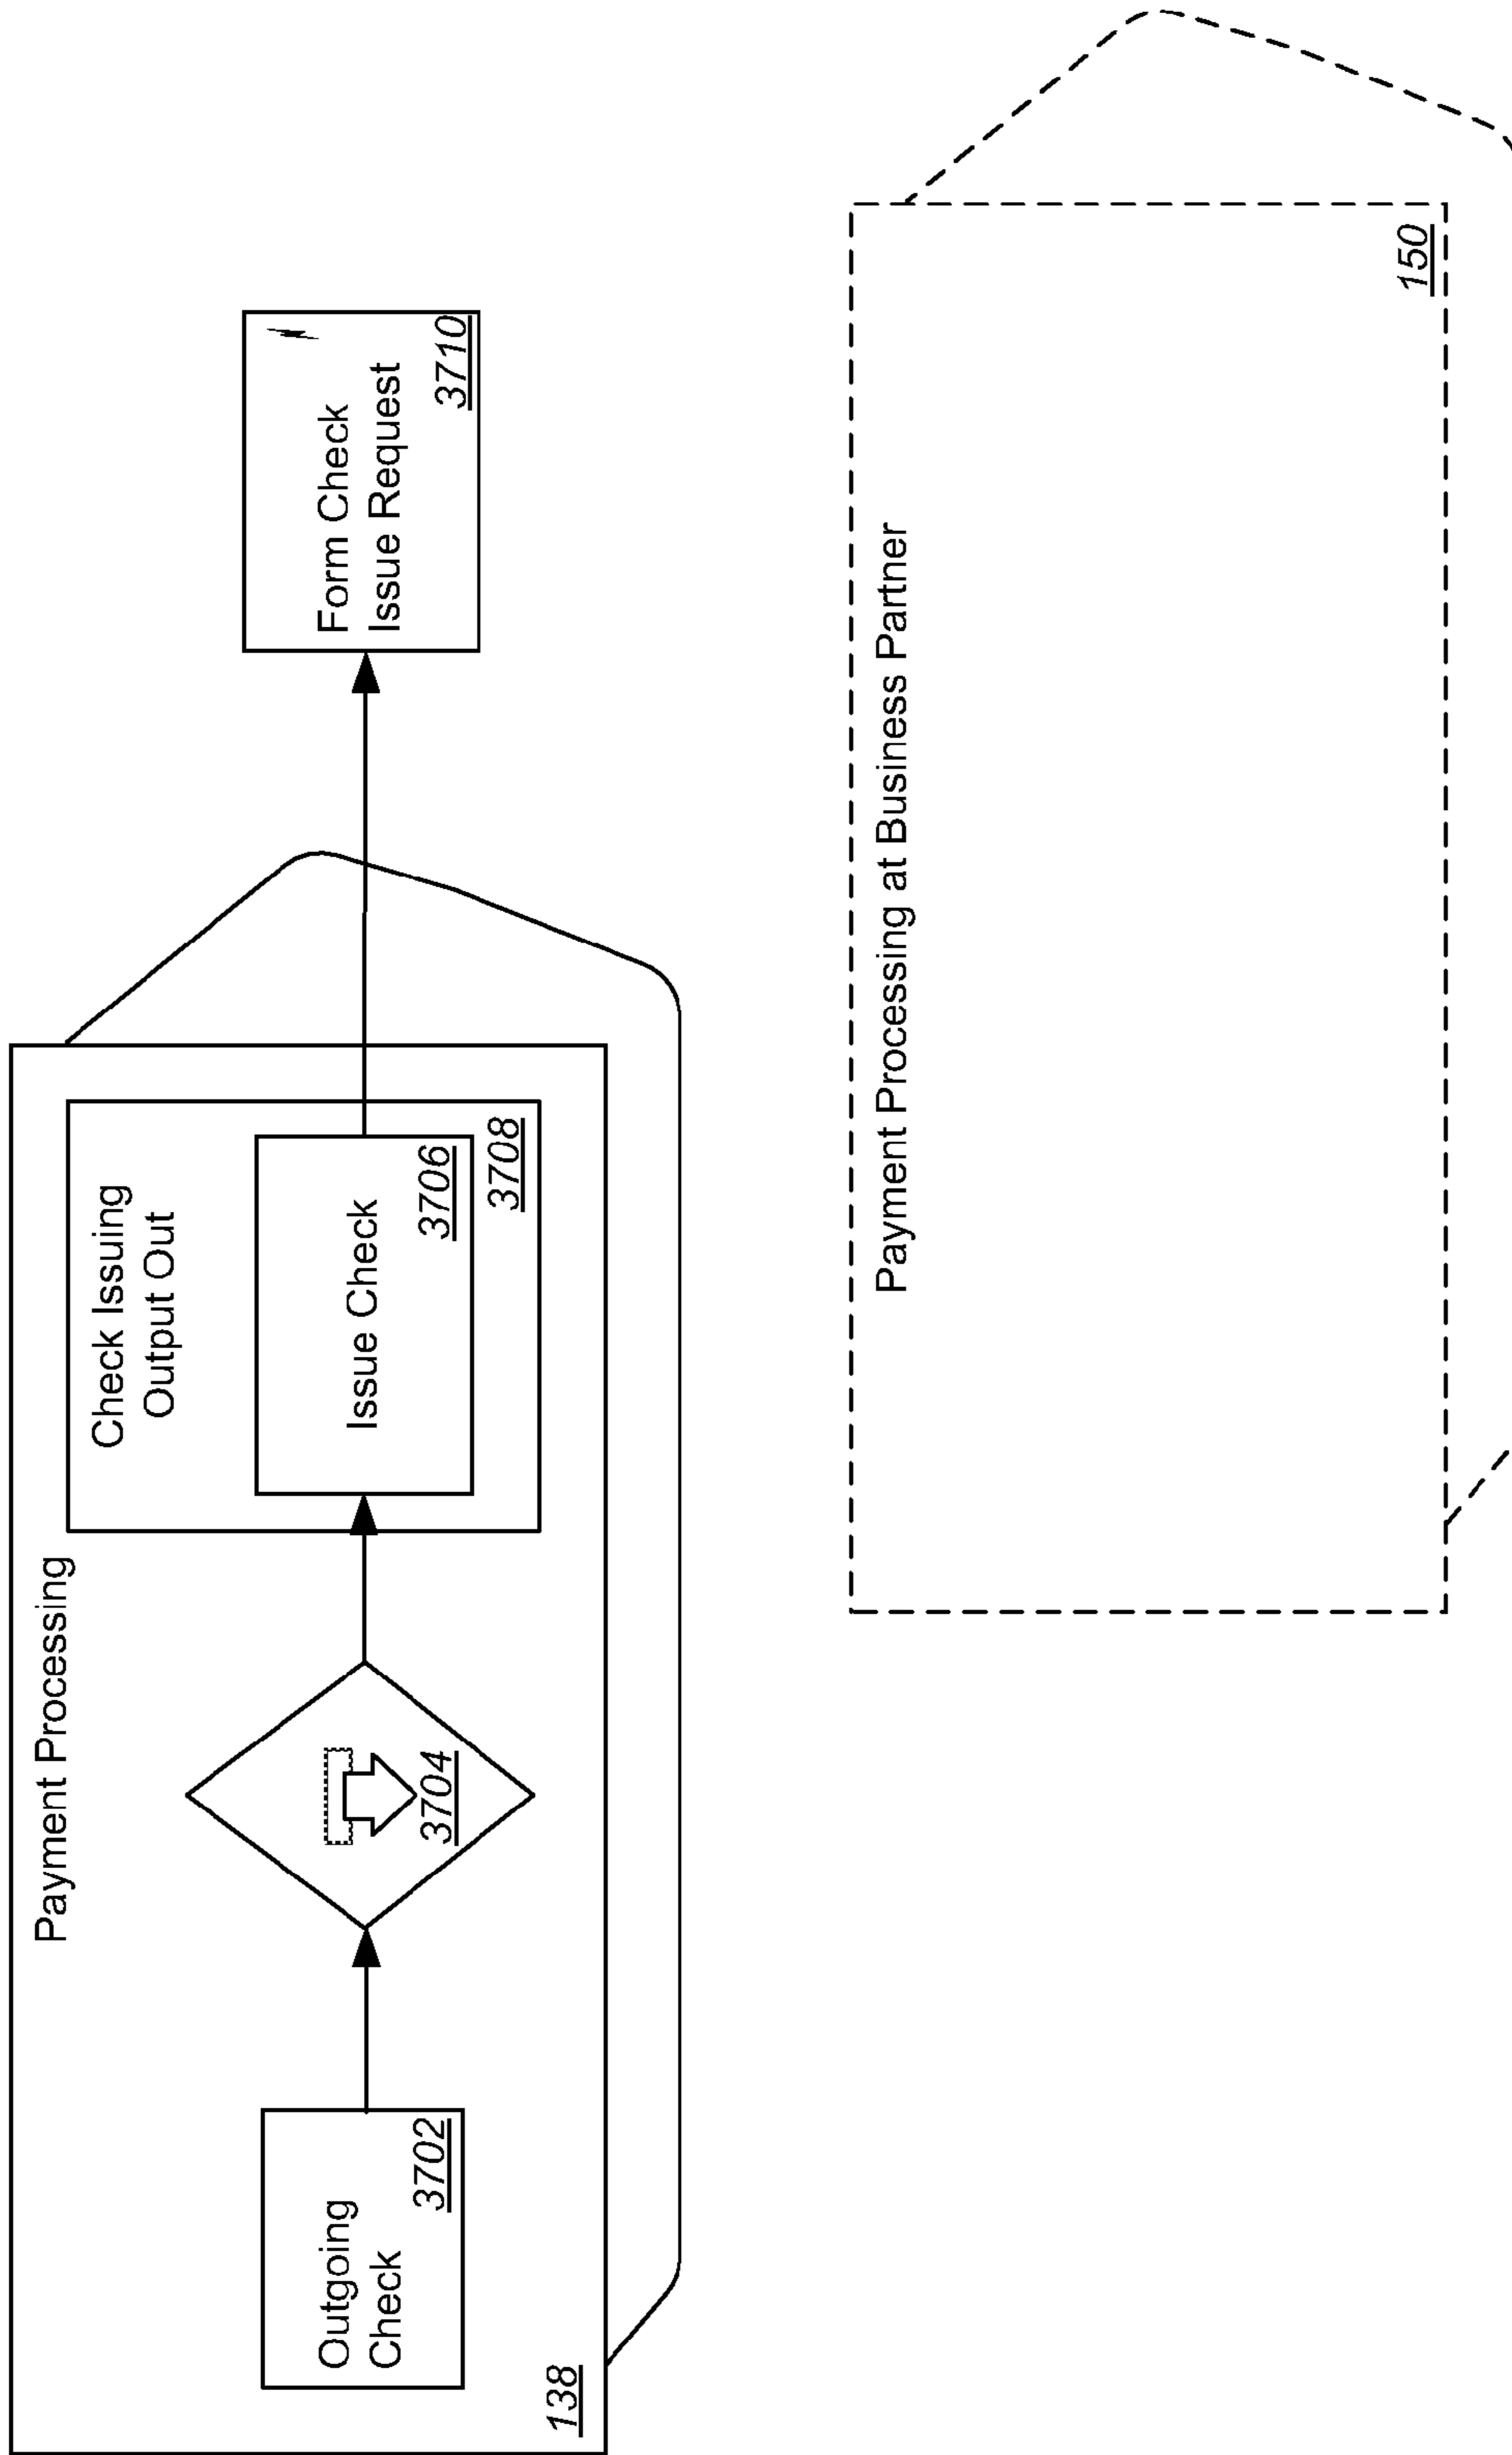 Payment Processing
Outgoing
Check
3702
3704
Check Issuing
Output Out
Issue Check
3706
3708
138
Form Check
Issue Request
3710
Payment Processing at Business Partner
150